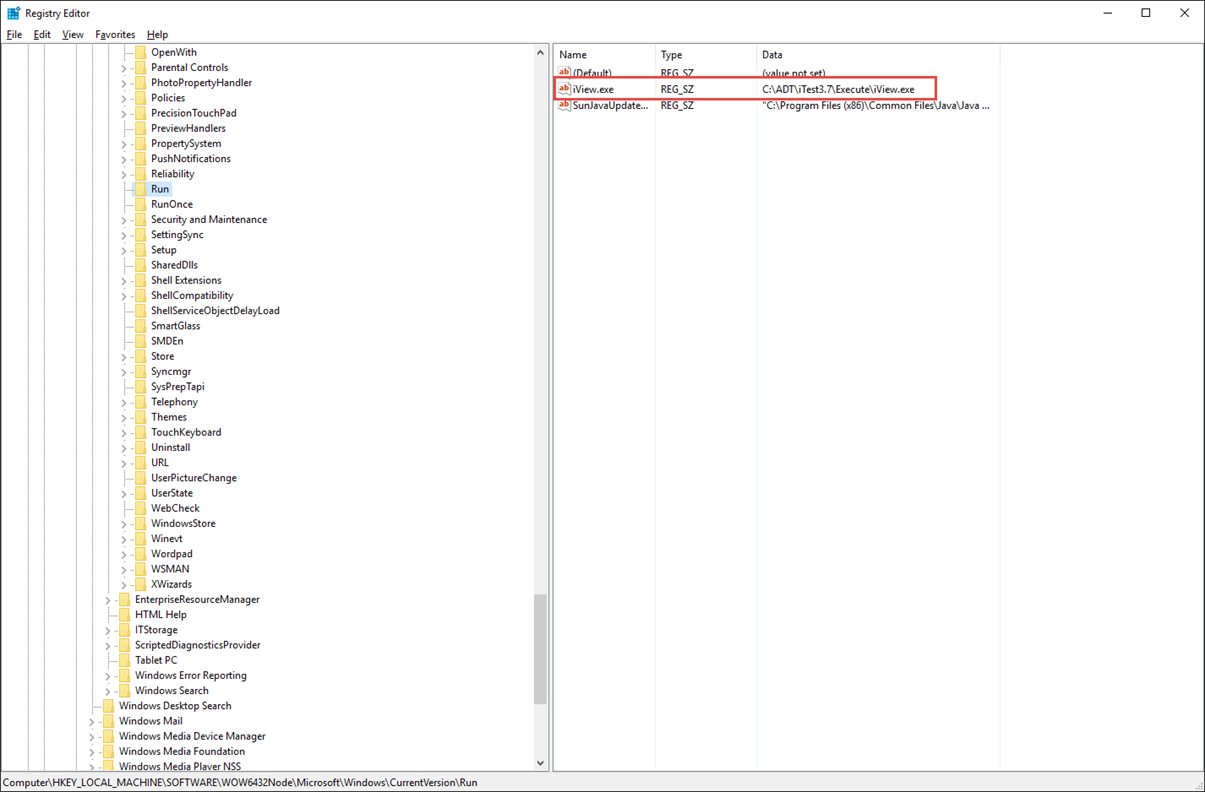 Registry Editor
File Edit View Favorites Help
OpenWith
Parental Controls
PhotoPropertyHandler
Policies
PrecisionTouchPad
PreviewHandlers
PropertySystem
PushNotifications
Reliability
Run
RunOnce
Security and Maintenance
SettingSync
Setup
SharedDlls
Shell Extensions
ShellCompatibility
ShellServiceObjectDelayLoad
SmartGlass
SMDEn
Store
Syncmgr
SysPrepTapi
Telephony
Themes
TouchKeyboard
Uninstall
URL
UserPictureChange
UserState
WebCheck
WindowsStore
Winevt
Wordpad
WSMAN
XWizards
EnterpriseResourceManager
HTML Help
ITStorage
ScriptedDiagnosticsProvider
Tablet PC
Windows Error Reporting
Windows Search
Windows Desktop Search
Windows Mail
Windows Media Device Manager
Windows Media Foundation
Windows Media Player NSS
Name Type Data
ab (Default) REG_SZ (value not set)
ab iView.exe REG_SZ C:\ADT\iTest3.7\Execute\iView.exe
ab SunJavaUpdate... REG_SZ "C:\Program Files (x86)\Common Files\Java\Java ...
Computer\HKEY_LOCAL_MACHINE\SOFTWARE\WOW6432Node\Microsoft\Windows\CurrentVersion\Run